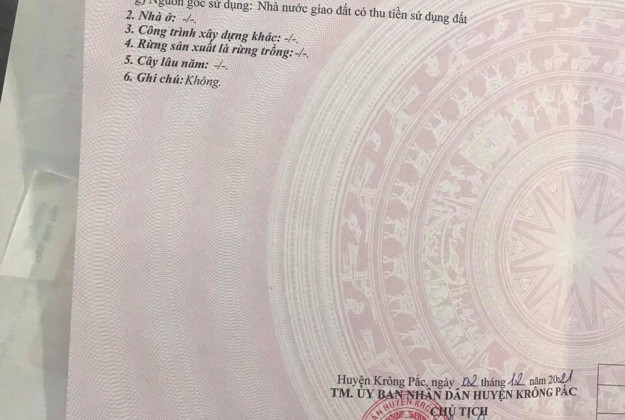 g) Nguồn gốc sử dụng: Nhà nước giao đất có thu tiền sử dụng đất
2. Nhà ở: -/-.
3. Công trình xây dựng khác: -/-.
4. Rừng sản xuất là rừng trồng: -/-.
5. Cây lâu năm: -/-.
6. Ghi chú: Không.
Huyện Krông Pắc, ngày 02 tháng 12 năm 2021
TM. ỦY BAN NHÂN DÂN HUYỆN KRÔNG PẮC
CHỦ TỊCH